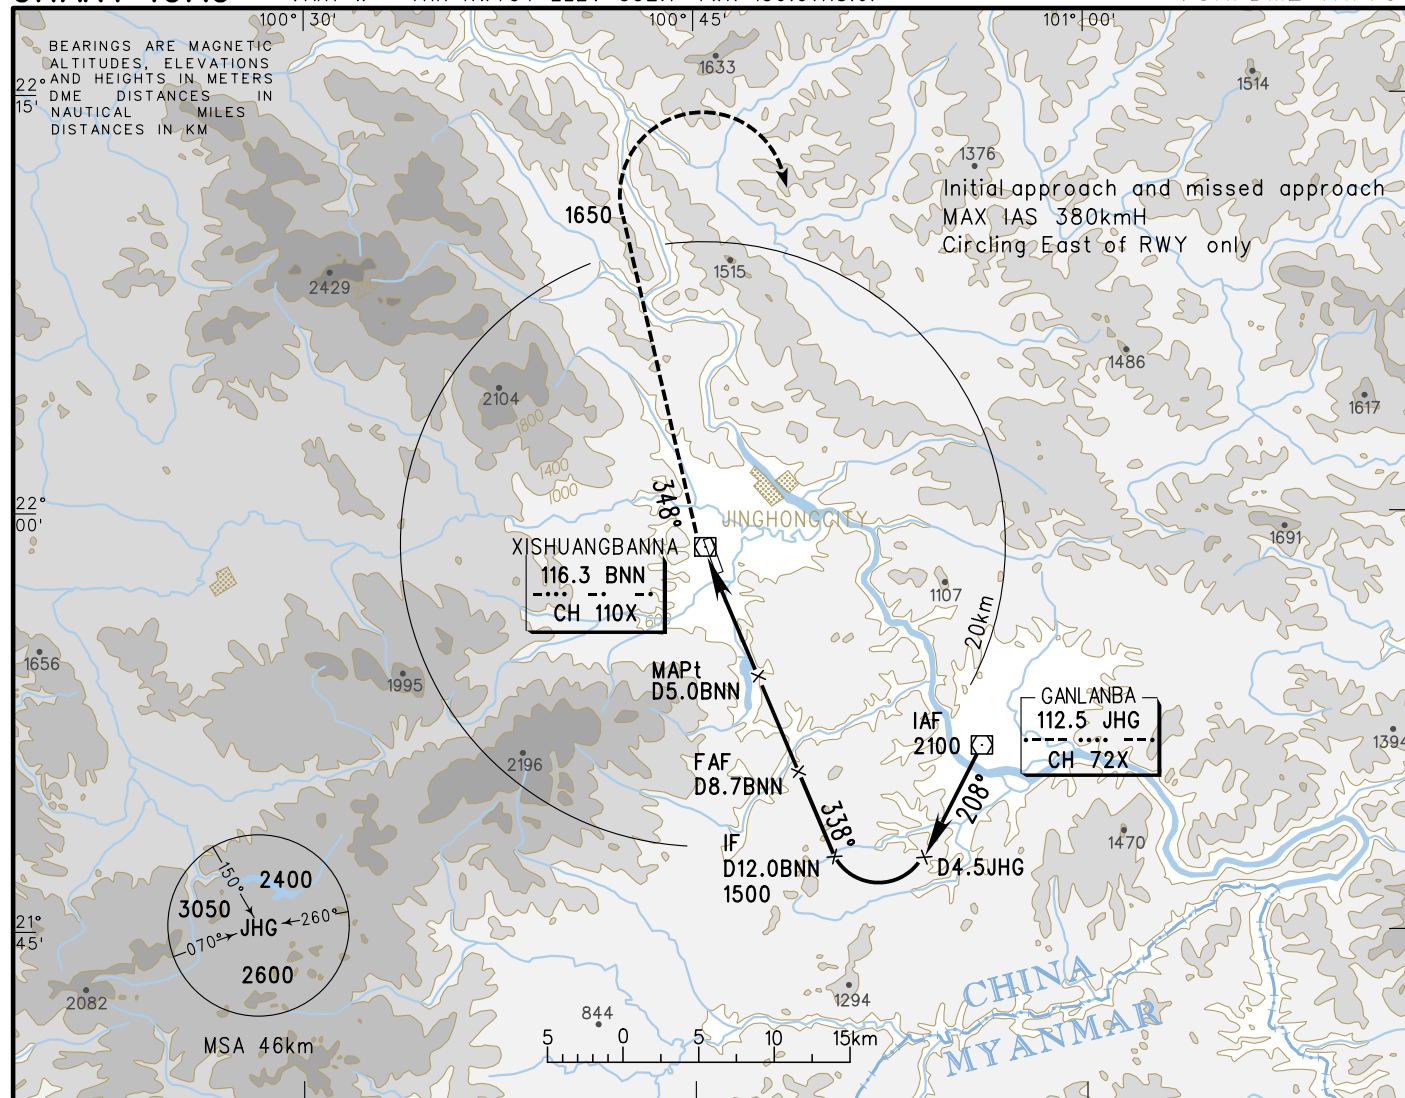 100° 30'
100° 45'
101° 00'
BEARINGS ARE MAGNETIC
ALTITUDES, ELEVATIONS
AND HEIGHTS IN METERS
DME DISTANCES IN
NAUTICAL MILES
DISTANCES IN KM
22°
15'
1633
1514
1376
Initial approach and missed approach
MAX IAS 380kmH
Circling East of RWY only
1650
1515
2429
1486
2104
1800
1617
1400
1000
348°
JINGHONGCITY
22°
00'
1691
XISHUANGBANNA
116.3 BNN
CH 110X
1107
600
20km
1656
1995
MAPt
D5.0BNN
GANLANBA
112.5 JHG
CH 72X
IAF
2100
1394
2196
FAF
D8.7BNN
208°
338°
1470
IF
D12.0BNN
1500
D4.5JHG
150°
2400
3050
JHG
260°
070°
2600
21°
45'
2082
MSA 46km
1294
844
CHINA
MYANMAR
5 0 5 10 15km